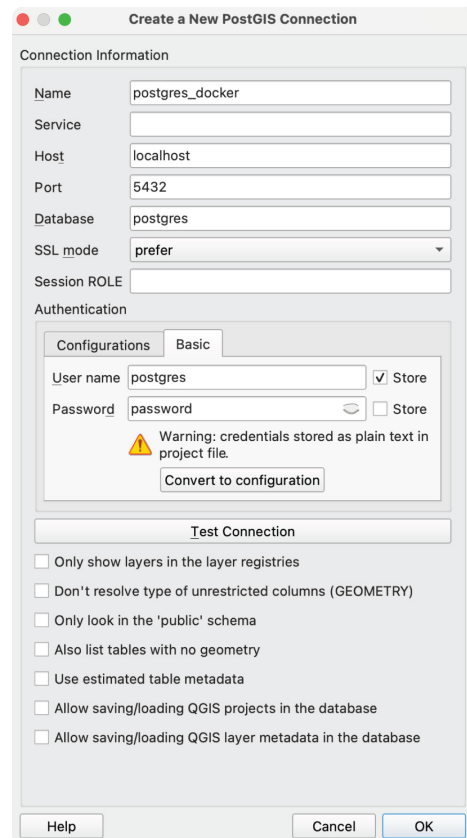 Create a New PostGIS Connection
Connection Information
Name postgres_docker
Service
Host localhost
Port 5432
Database postgres
SSL mode prefer
Session ROLE
Authentication
Configurations Basic
User name postgres Store
Password password Store
Warning: credentials stored as plain text in
project file.
Convert to configuration
Test Connection
Only show layers in the layer registries
Don't resolve type of unrestricted columns (GEOMETRY)
Only look in the 'public' schema
Also list tables with no geometry
Use estimated table metadata
Allow saving/loading QGIS projects in the database
Allow saving/loading QGIS layer metadata in the database
Help Cancel OK